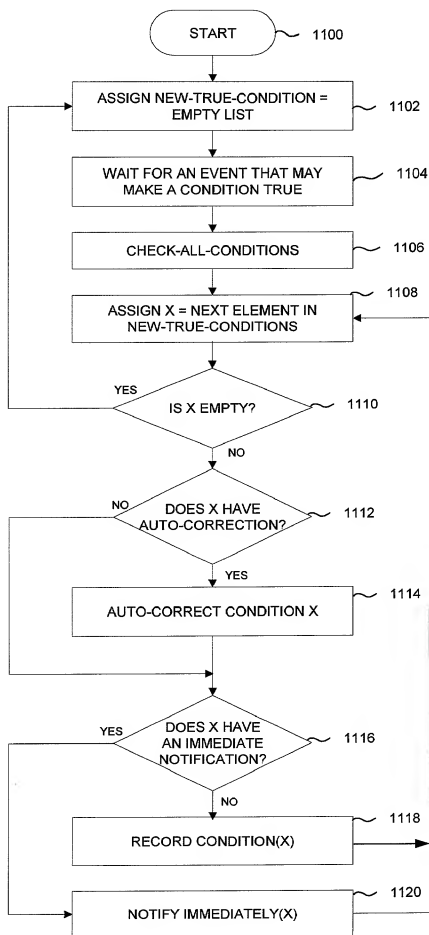 START
1100
ASSIGN NEW-TRUE-CONDITION =
EMPTY LIST
1102
WAIT FOR AN EVENT THAT MAY
MAKE A CONDITION TRUE
1104
CHECK-ALL-CONDITIONS
1106
1108
ASSIGN X = NEXT ELEMENT IN
NEW-TRUE-CONDITIONS
YES
IS X EMPTY?
1110
NO
NO
DOES X HAVE
AUTO-CORRECTION?
1112
YES
1114
AUTO-CORRECT CONDITION X
YES
DOES X HAVE
AN IMMEDIATE
NOTIFICATION?
1116
NO
1118
RECORD CONDITION(X)
1120
NOTIFY IMMEDIATELY(X)